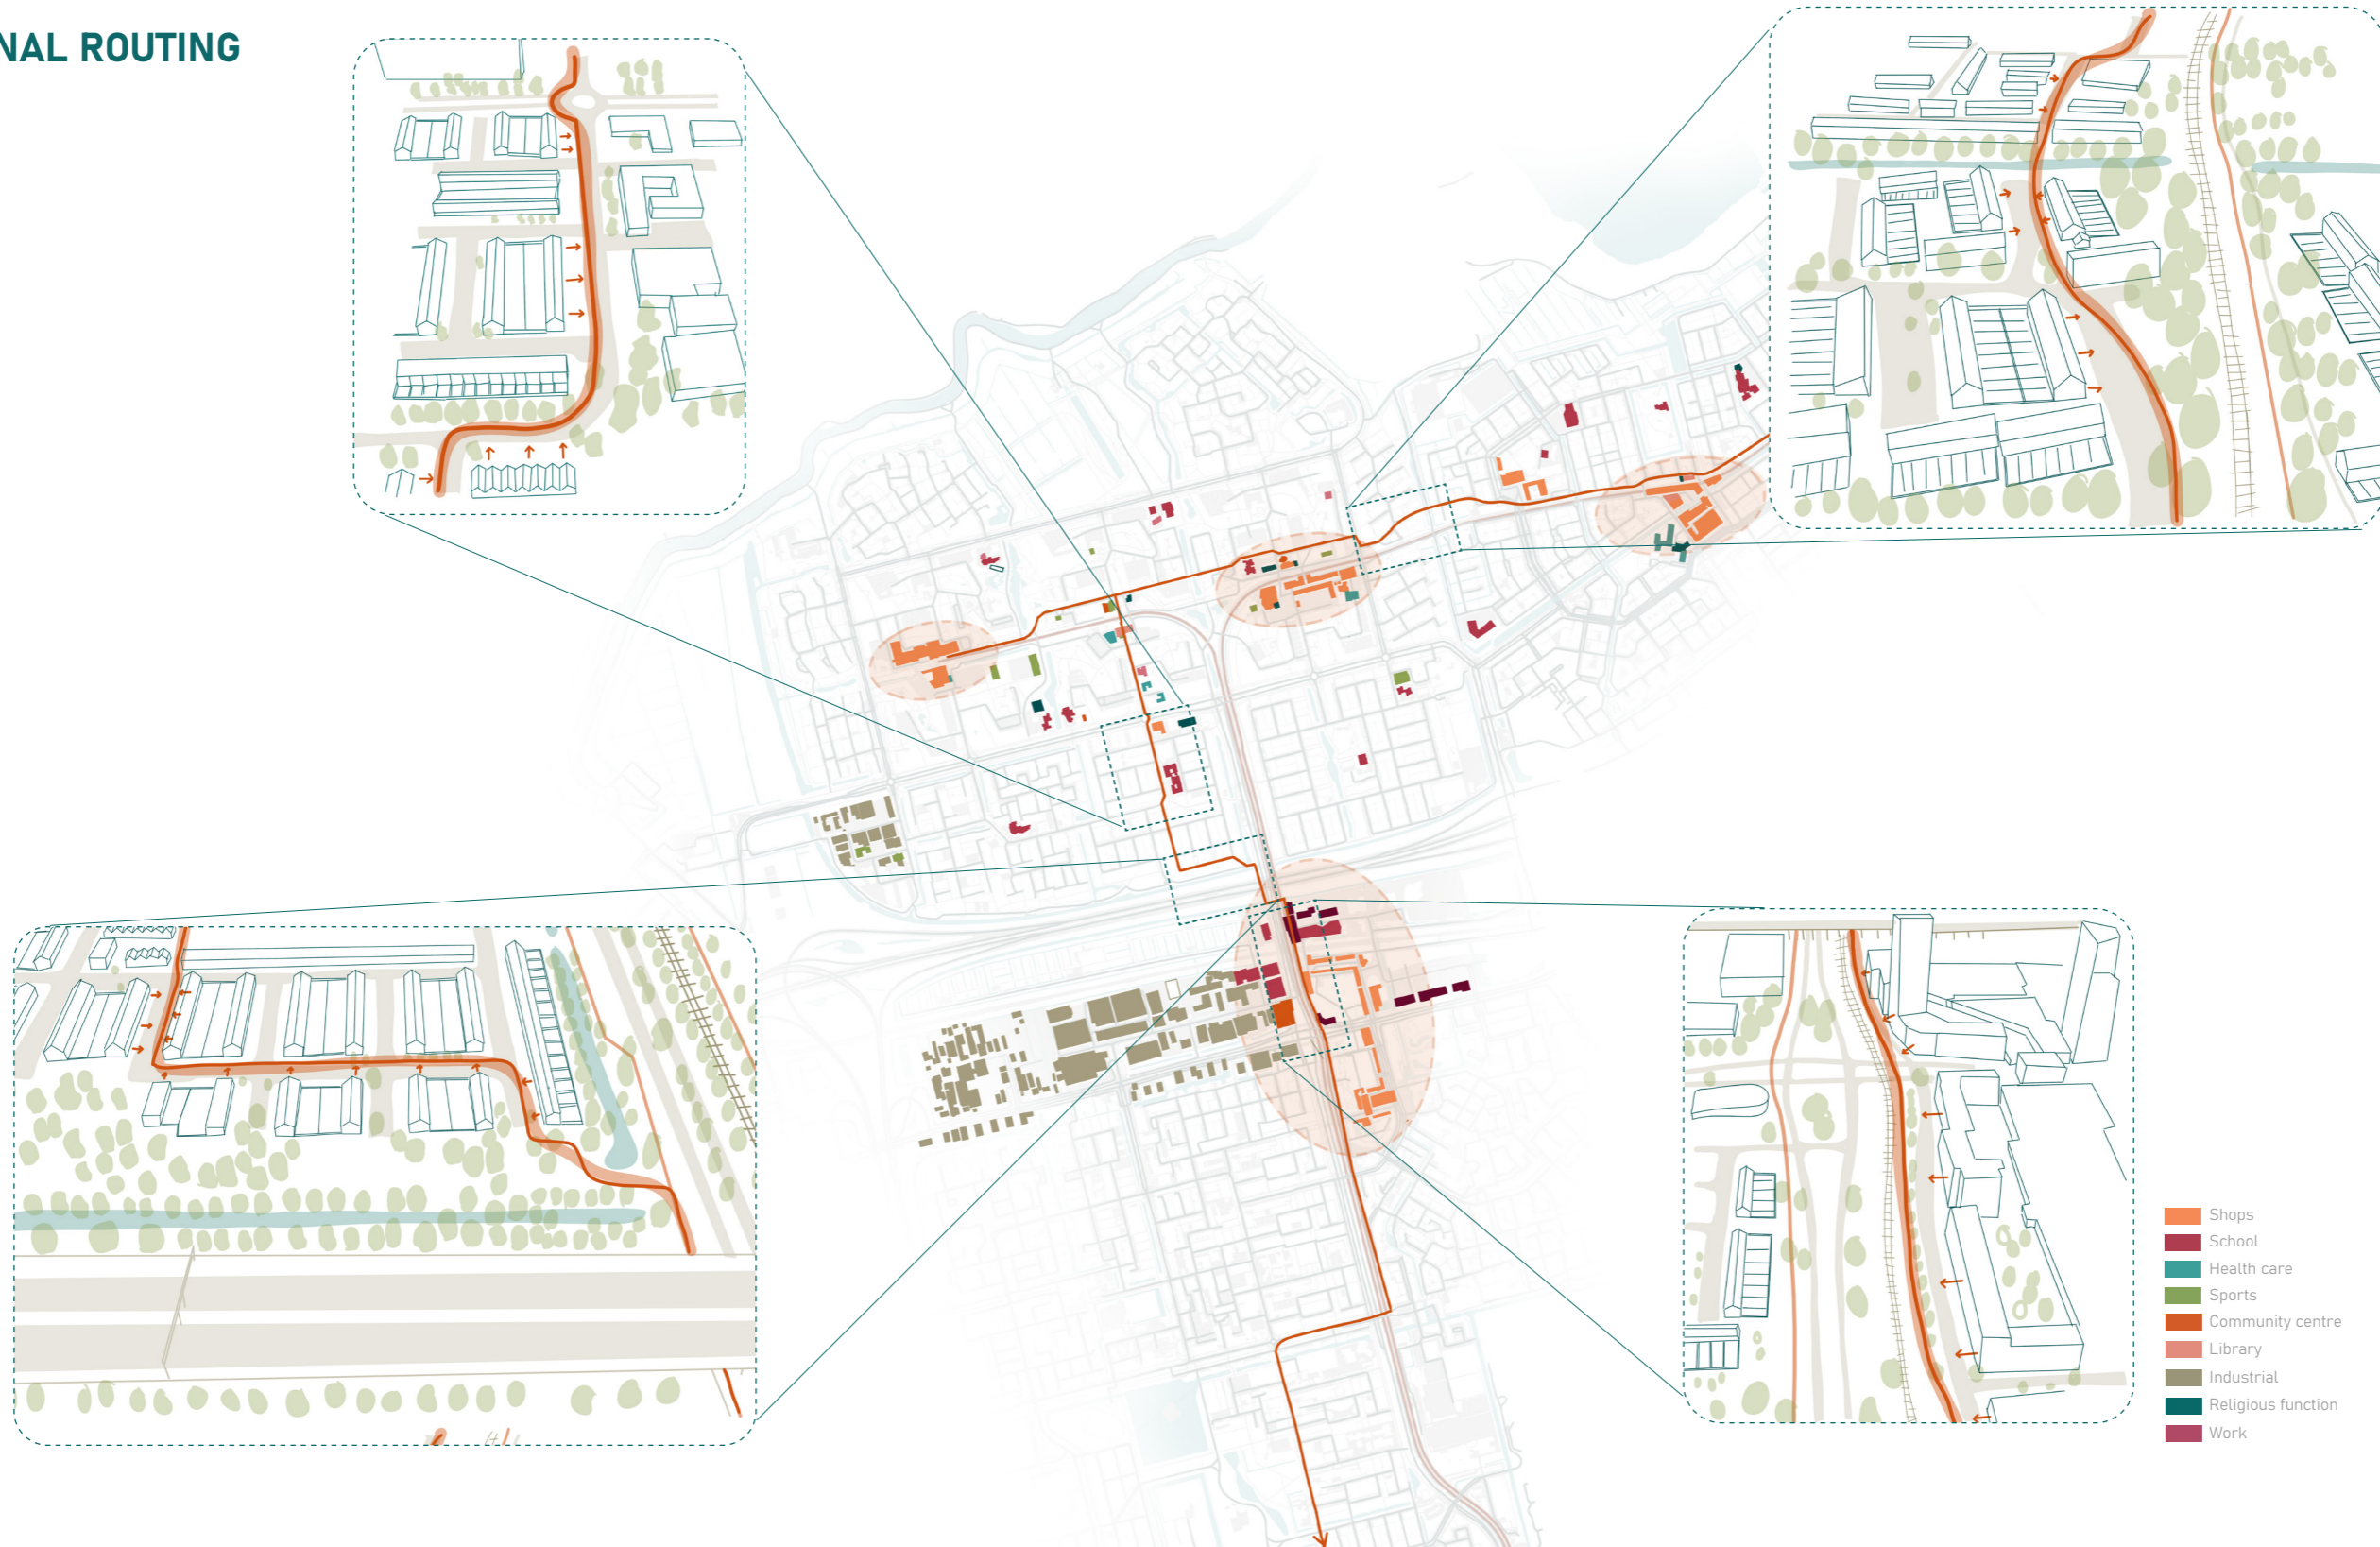 NAL ROUTING
Shops
School
Health care
Sports
Community centre
Library
Industrial
Religious function
Work